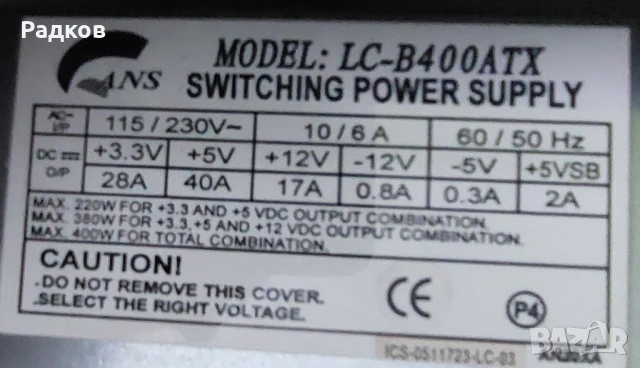 Радков
ANS
MODEL: LC-B400ATX
SWITCHING POWER SUPPLY
AC~ I/P 115 / 230V~ 10 / 6 A 60 / 50 Hz
DC O/P +3.3V +5V +12V -12V -5V +5VSB
28A 40A 17A 0.8A 0.3A 2A
MAX. 220W FOR +3.3 AND +5 VDC OUTPUT COMBINATION.
MAX. 380W FOR +3.3,+5 AND +12 VDC OUTPUT COMBINATION.
MAX. 400W FOR TOTAL COMBINATION.
CAUTION!
.DO NOT REMOVE THIS COVER.
.SELECT THE RIGHT VOLTAGE.
CE
P4
ICS-0511723-LC-03
bazar